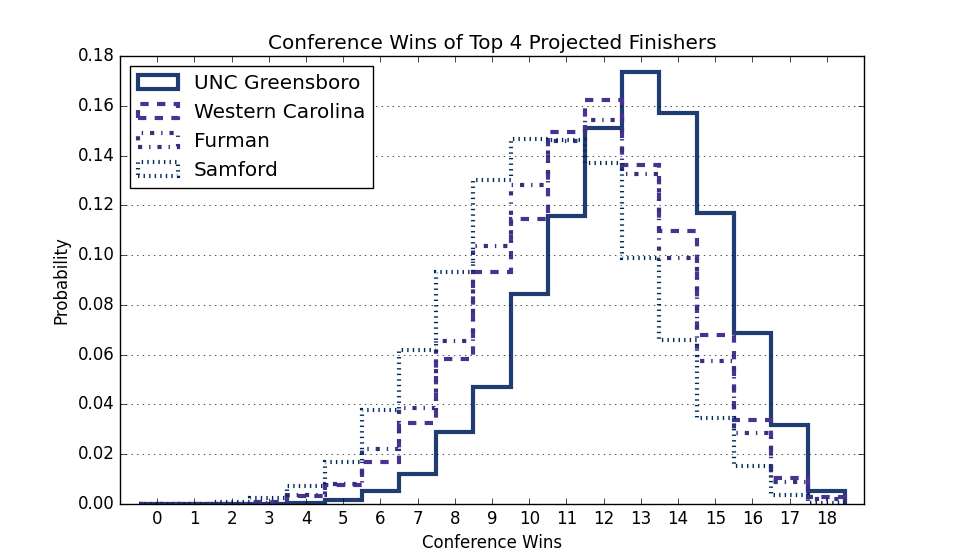 Conference Wins of Top 4 Projected Finishers
0.18
0.16
0.14
0.12
0.10
0.08
0.06
0.04
0.02
0.00
Probability
UNC Greensboro
Western Carolina
Furman
Samford
0 1 2 3 4 5 6 7 8 9 10 11 12 13 14 15 16 17 18
Conference Wins